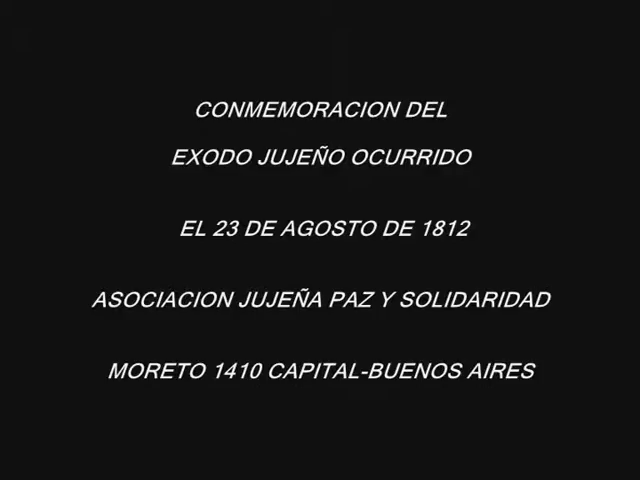 CONMEMORACION DEL
EXODO JUJEÑO OCURRIDO
EL 23 DE AGOSTO DE 1812
ASOCIACION JUJEÑA PAZ Y SOLIDARIDAD
MORETO 1410 CAPITAL-BUENOS AIRES